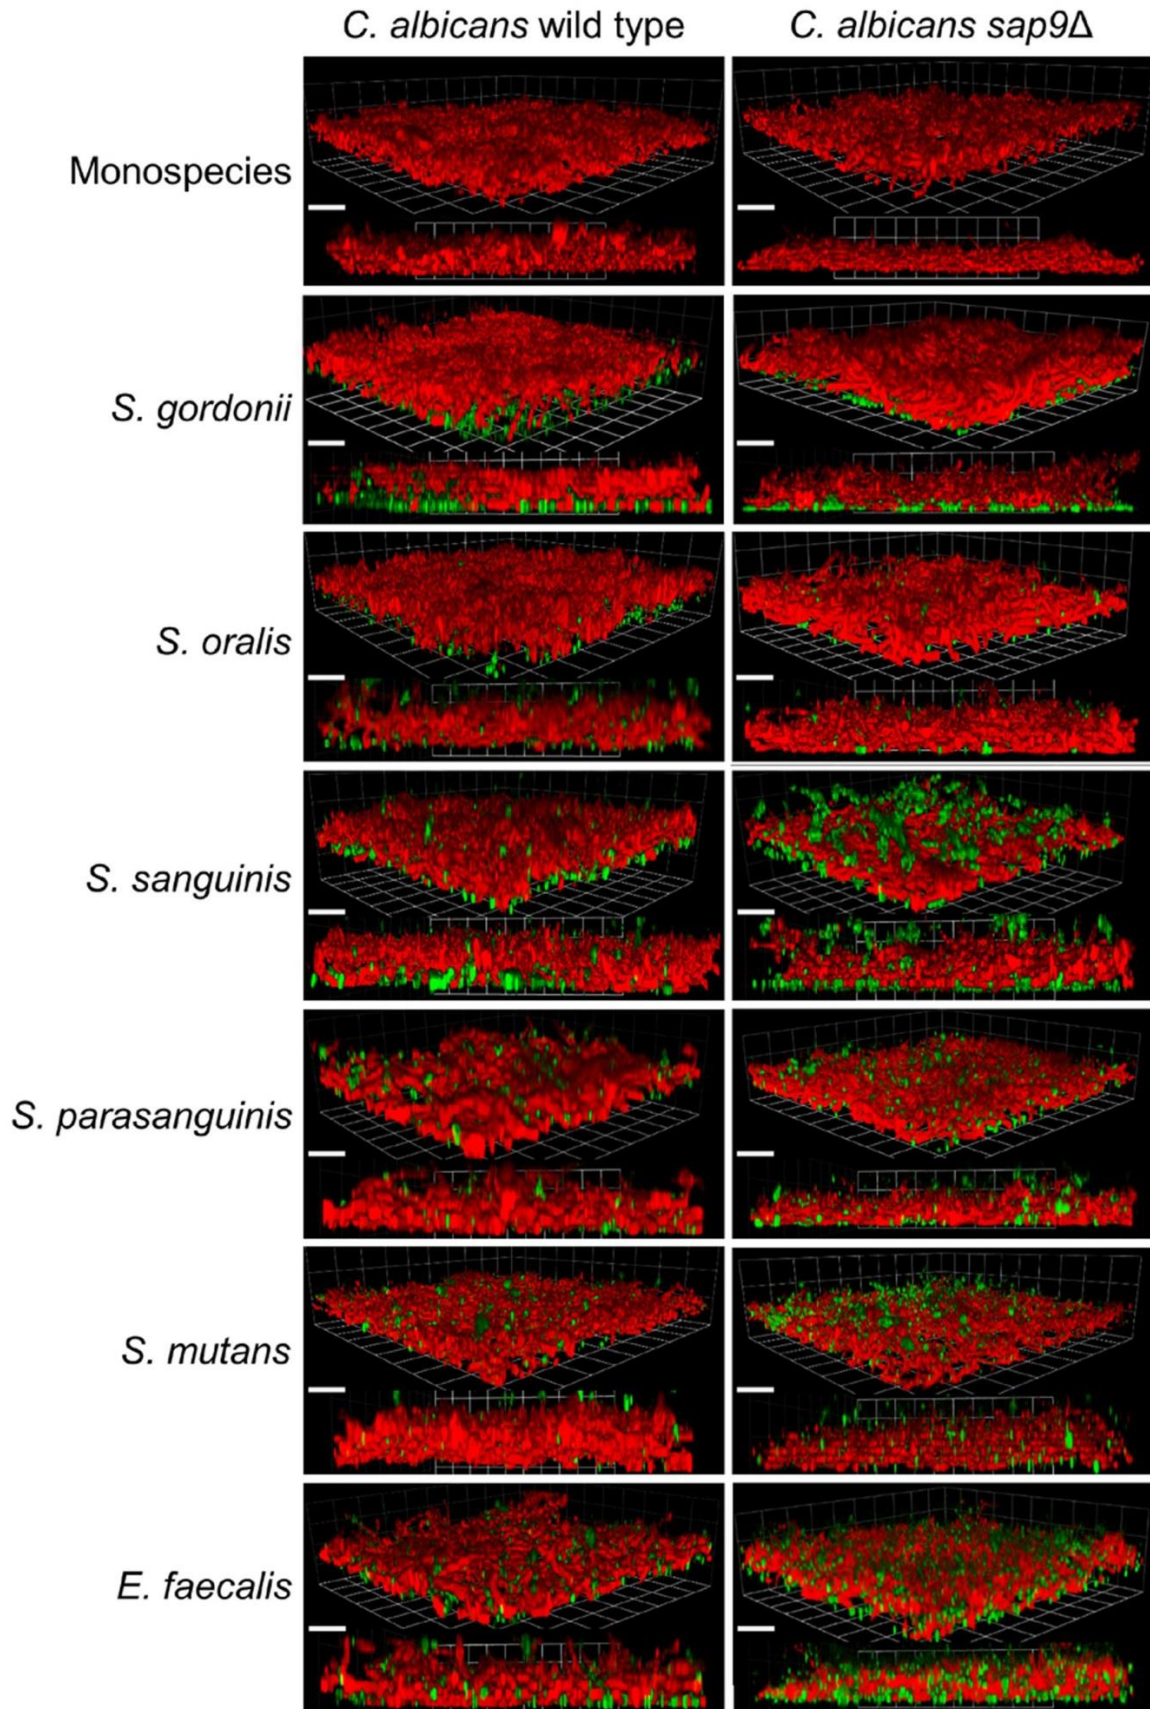 C. albicans wild type
C. albicans sap9Δ
Monospecies
S. gordonii
S. oralis
S. sanguinis
S. parasanguinis
S. mutans
E. faecalis